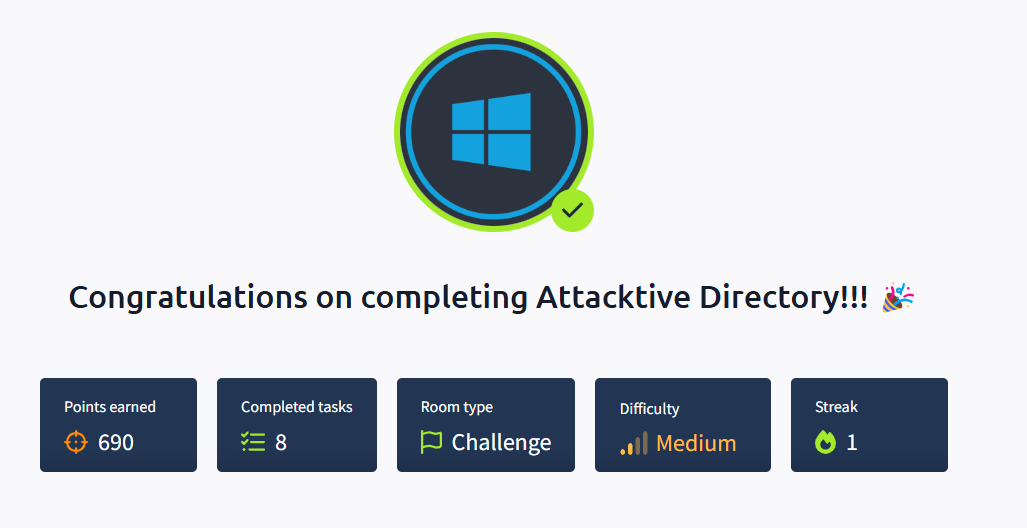 Congratulations on completing Attacktive Directory!!! 🎉
Points earned
690
Completed tasks
8
Room type
Challenge
Difficulty
Medium
Streak
1